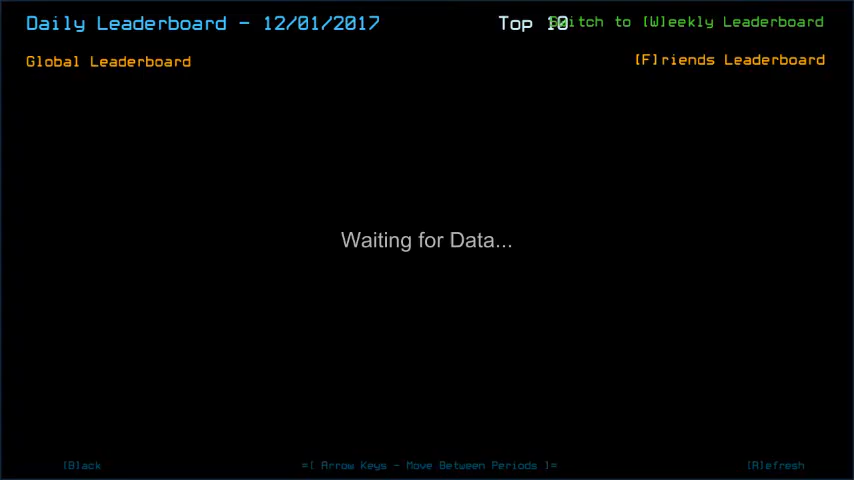 Daily Leaderboard - 12/01/2017
Top 10
Switch to [W]eekly Leaderboard
Global Leaderboard
[F]riends Leaderboard
Waiting for Data...
[B]ack
=[ Arrow Keys - Move Between Periods ]=
[R]efresh